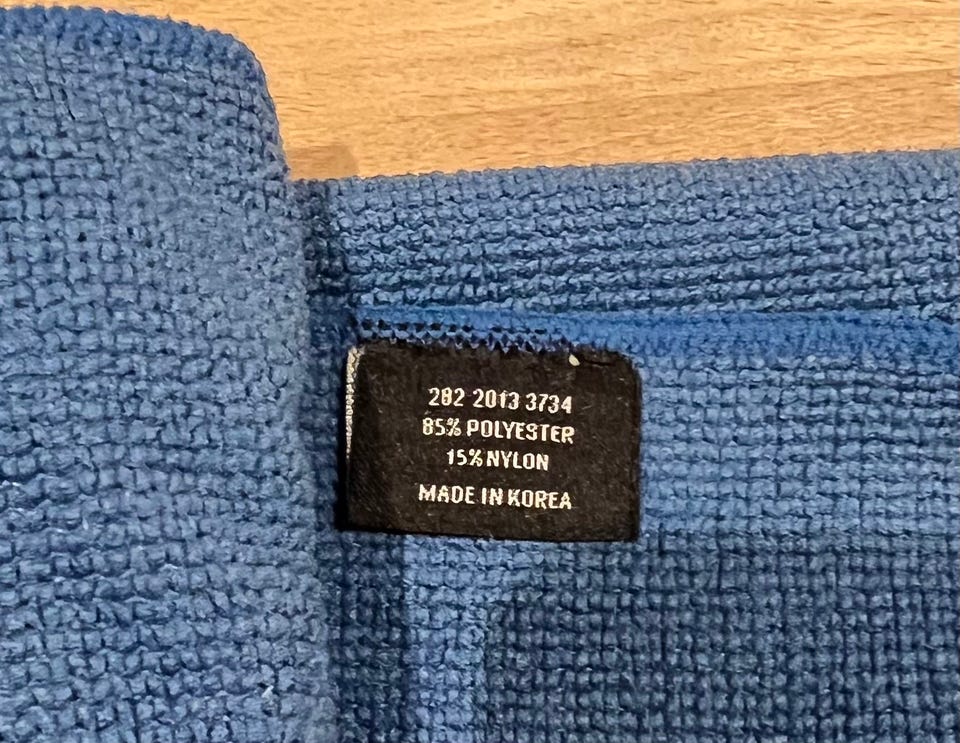 282 2013 3734
85% POLYESTER
15% NYLON
MADE IN KOREA